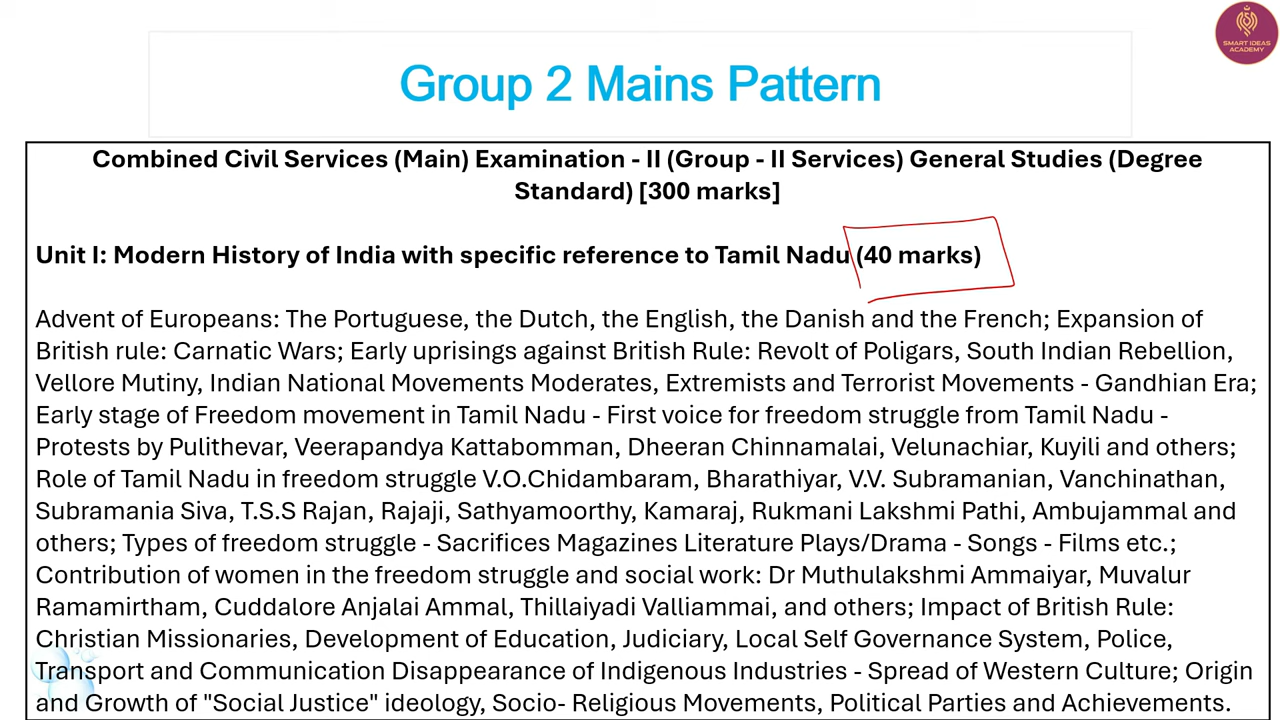 SMART IDEAS
ACADEMY
Group 2 Mains Pattern
Combined Civil Services (Main) Examination - II (Group - II Services) General Studies (Degree
Standard) [300 marks]
Unit I: Modern History of India with specific reference to Tamil Nadu (40 marks)
Advent of Europeans: The Portuguese, the Dutch, the English, the Danish and the French; Expansion of
British rule: Carnatic Wars; Early uprisings against British Rule: Revolt of Poligars, South Indian Rebellion,
Vellore Mutiny, Indian National Movements Moderates, Extremists and Terrorist Movements - Gandhian Era;
Early stage of Freedom movement in Tamil Nadu - First voice for freedom struggle from Tamil Nadu -
Protests by Pulithevar, Veerapandya Kattabomman, Dheeran Chinnamalai, Velunachiar, Kuyili and others;
Role of Tamil Nadu in freedom struggle V.O.Chidambaram, Bharathiyar, V.V. Subramanian, Vanchinathan,
Subramania Siva, T.S.S Rajan, Rajaji, Sathyamoorthy, Kamaraj, Rukmani Lakshmi Pathi, Ambujammal and
others; Types of freedom struggle - Sacrifices Magazines Literature Plays/Drama - Songs - Films etc.;
Contribution of women in the freedom struggle and social work: Dr Muthulakshmi Ammaiyar, Muvalur
Ramamirtham, Cuddalore Anjalai Ammal, Thillaiyadi Valliammai, and others; Impact of British Rule:
Christian Missionaries, Development of Education, Judiciary, Local Self Governance System, Police,
Transport and Communication Disappearance of Indigenous Industries - Spread of Western Culture; Origin
and Growth of "Social Justice" ideology, Socio- Religious Movements, Political Parties and Achievements.